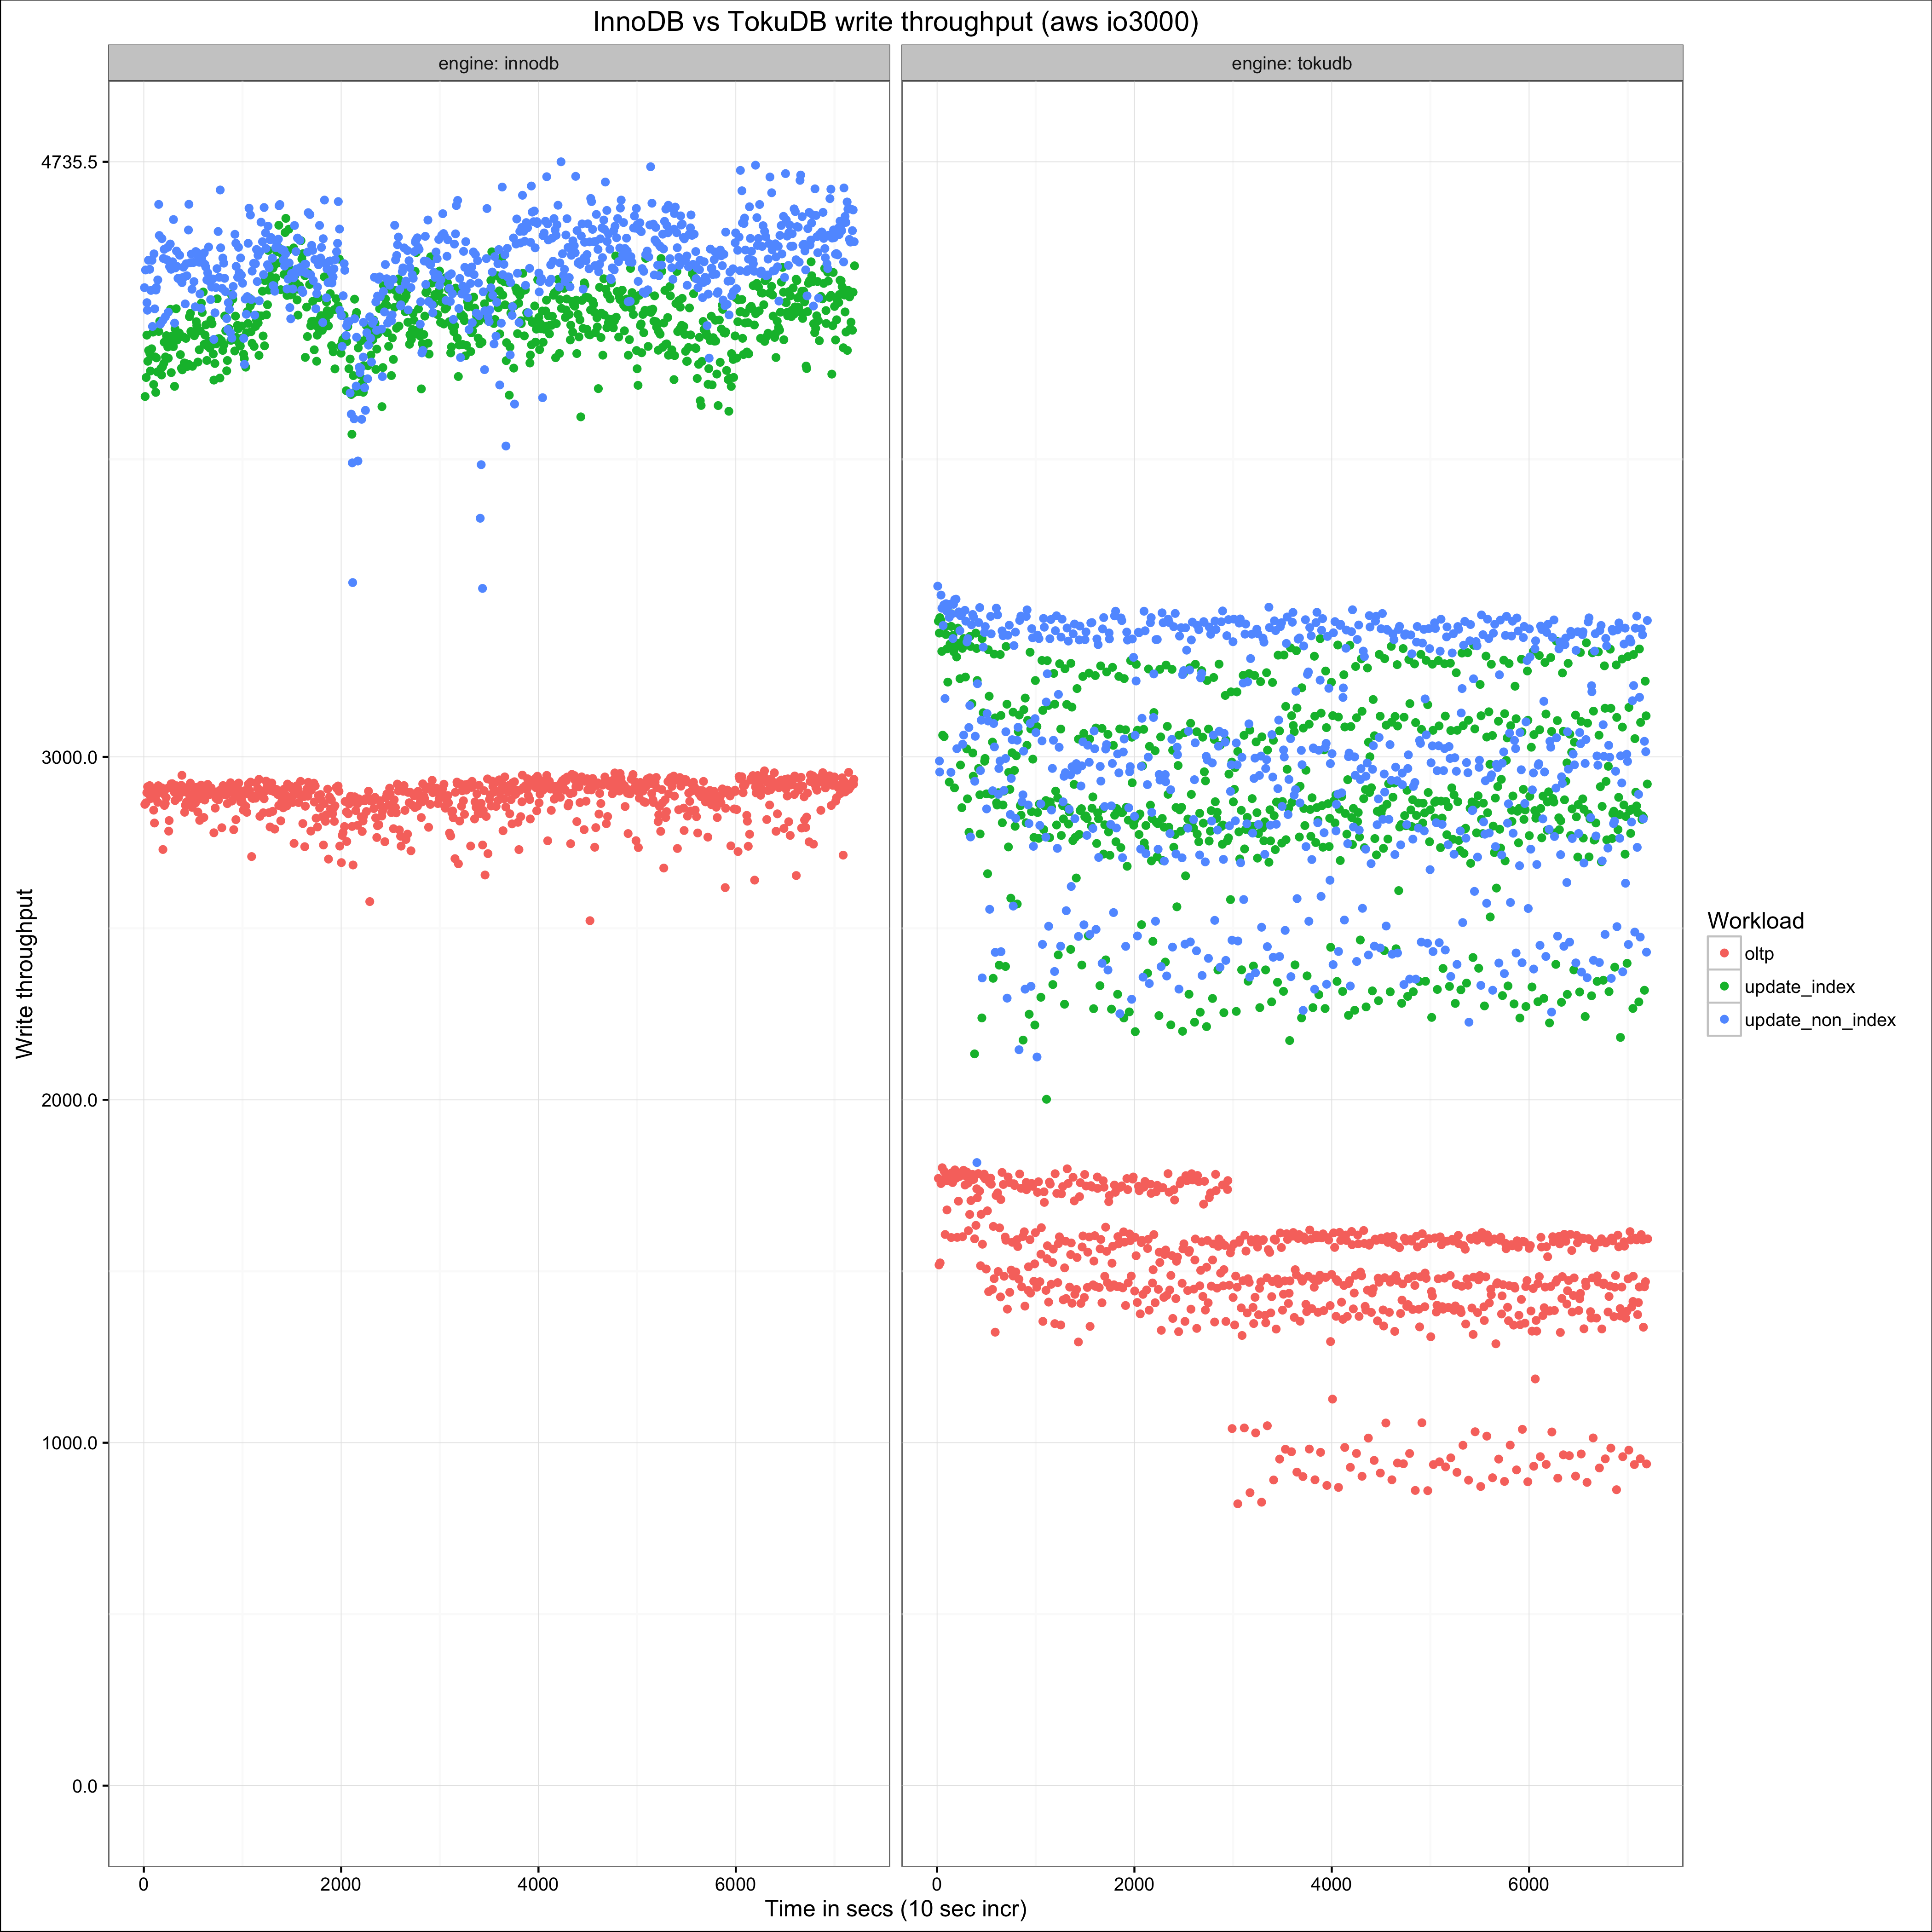 InnoDB vs TokuDB write throughput (aws io3000)
engine: innodb
engine: tokudb
Write throughput
4735.5
3000.0
2000.0
1000.0
0.0
0 2000 4000 6000
0 2000 4000 6000
Time in secs (10 sec incr)
Workload
oltp
update_index
update_non_index